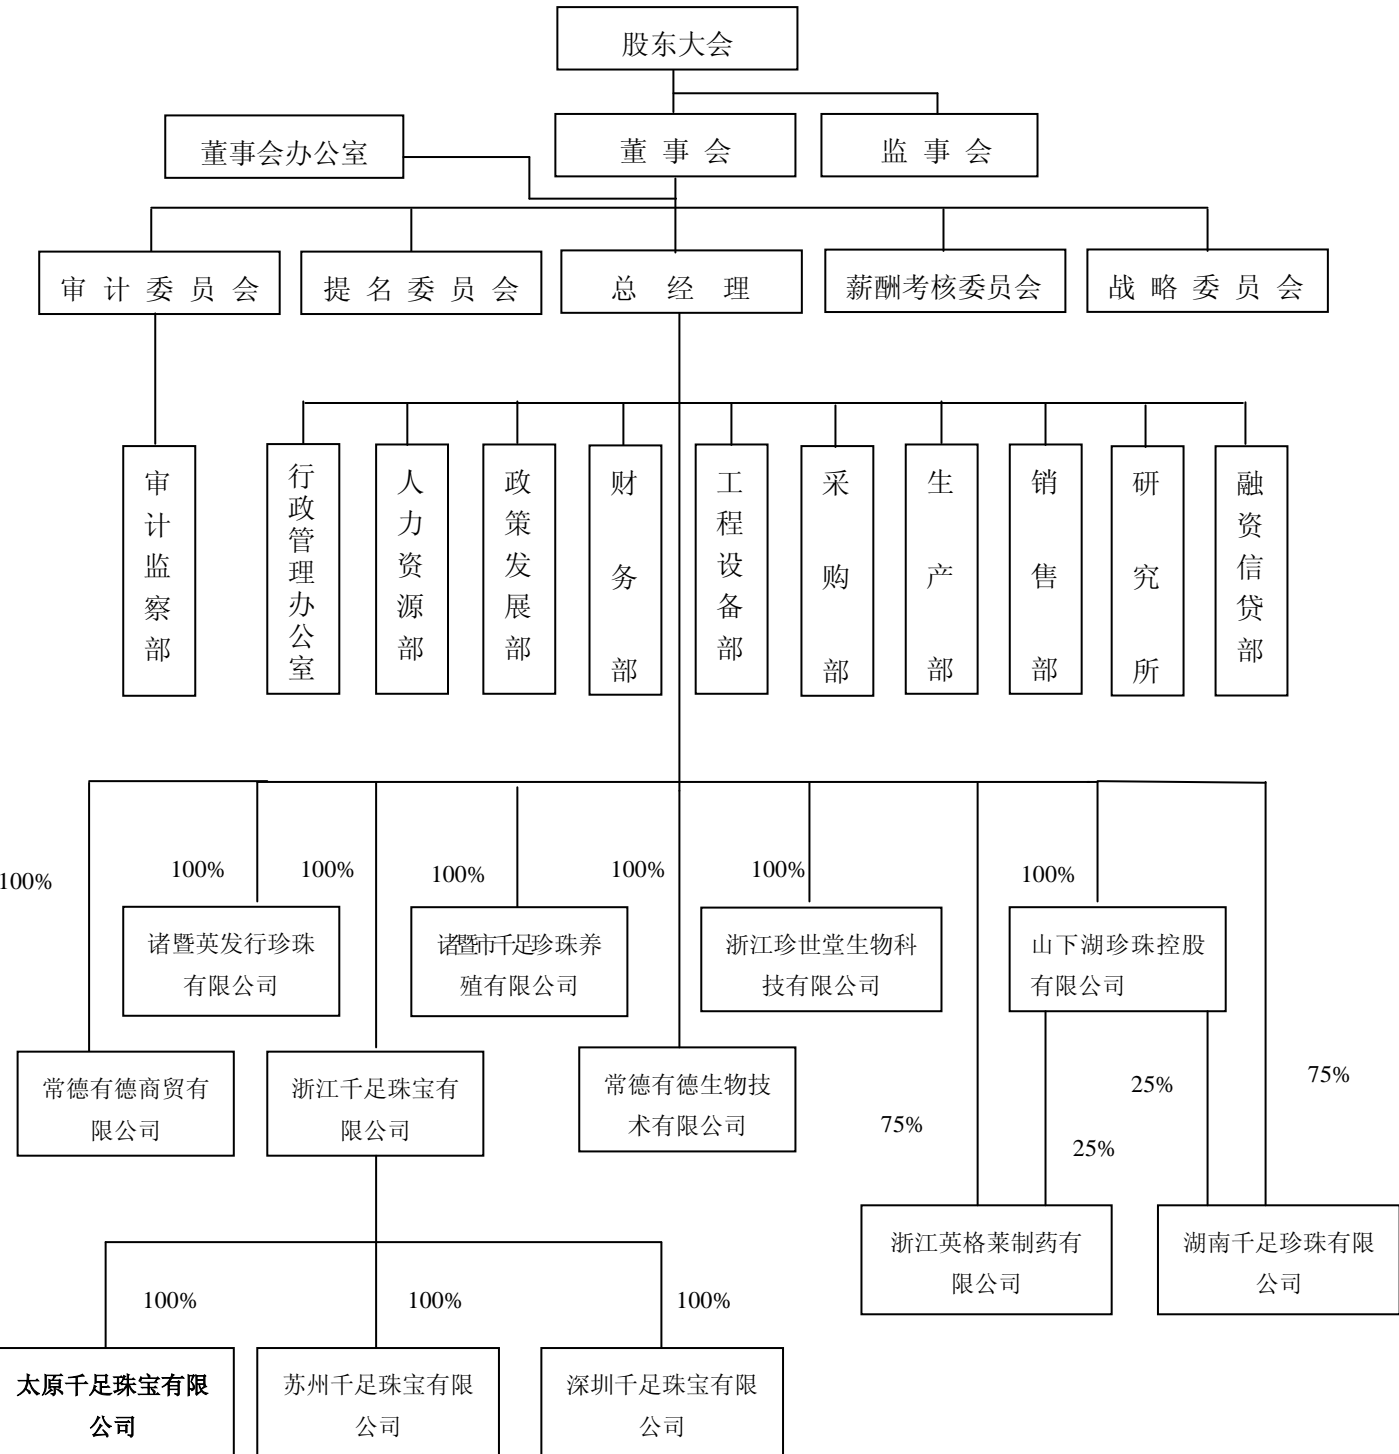 股东大会
董事会办公室
董 事 会
监 事 会
审 计 委 员 会
提 名 委 员 会
总 经 理
薪酬考核委员会
战 略 委 员 会
审计监察部
行政管理办公室
人力资源部
政策发展部
财务部
工程设备部
采购部
生产部
销售部
研究所
融资信贷部
100%
100%
100%
100%
100%
100%
100%
诸暨英发行珍珠
有限公司
诸暨市千足珍珠养
殖有限公司
浙江珍世堂生物科
技有限公司
山下湖珍珠控股
有限公司
常德有德商贸有
限公司
浙江千足珠宝有
限公司
常德有德生物技
术有限公司
75%
25%
25%
75%
浙江英格莱制药有
限公司
湖南千足珍珠有限
公司
100%
100%
100%
太原千足珠宝有限
公司
苏州千足珠宝有限
公司
深圳千足珠宝有限
公司